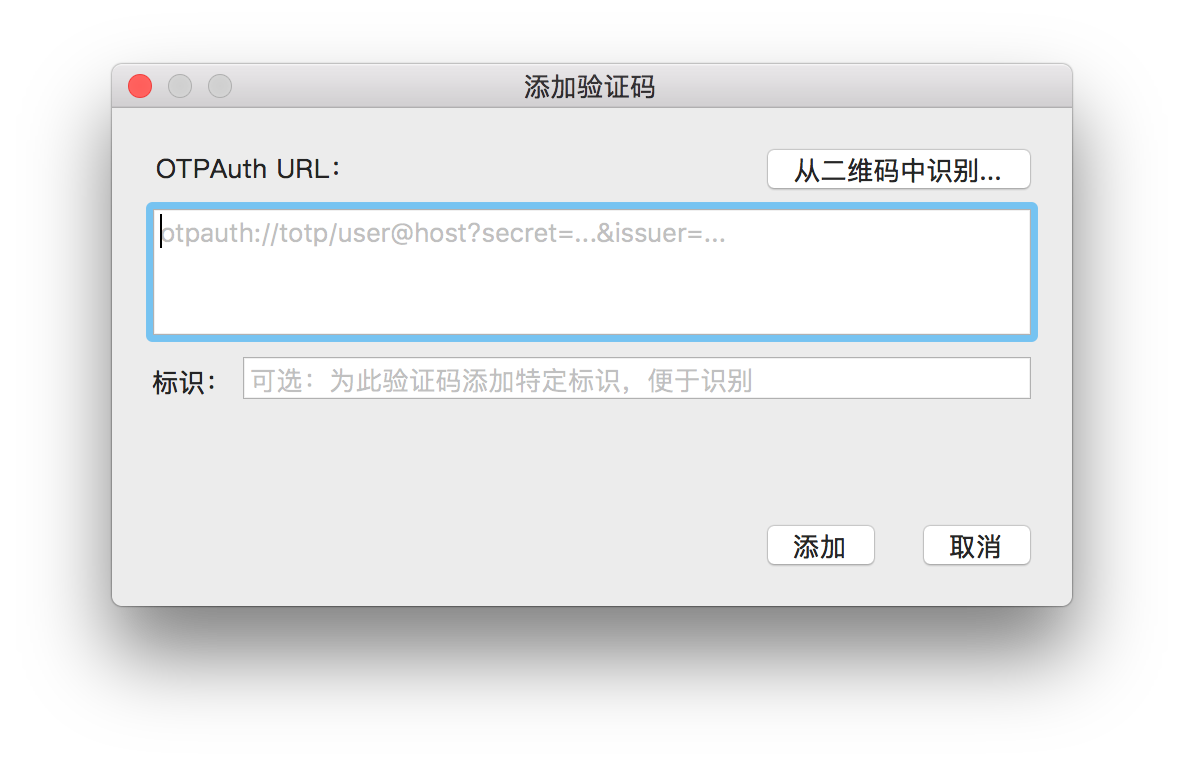 添加验证码
OTPAuth URL：
从二维码中识别...
otpauth://totp/user@host?secret=...&issuer=...
标识：
可选：为此验证码添加特定标识，便于识别
添加
取消